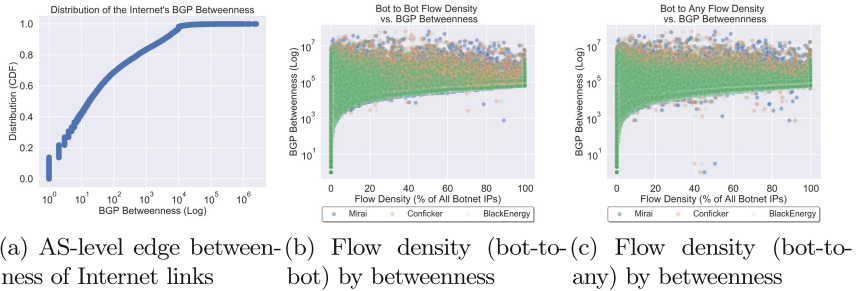 Distribution of the Internet's BGP Betweenness
Distribution (CDF)
1.0
0.8
0.6
0.4
0.2
0.0
10^0 10^1 10^2 10^3 10^4 10^5 10^6
BGP Betweenness (Log)
Bot to Bot Flow Density
vs. BGP Betweenness
BGP Betweenness (Log)
10^7
10^5
10^3
10^1
0 20 40 60 80 100
Flow Density (% of All Botnet IPs)
Mirai Conficker BlackEnergy
Bot to Any Flow Density
vs. BGP Betweennness
BGP Betweenness (Log)
10^7
10^5
10^3
10^1
0 20 40 60 80 100
Flow Density (% of All Botnet IPs)
Mirai Conficker BlackEnergy
(a) AS-level edge between-
ness of Internet links
(b) Flow density (bot-to-
bot) by betweenness
(c) Flow density (bot-to-
any) by betweenness